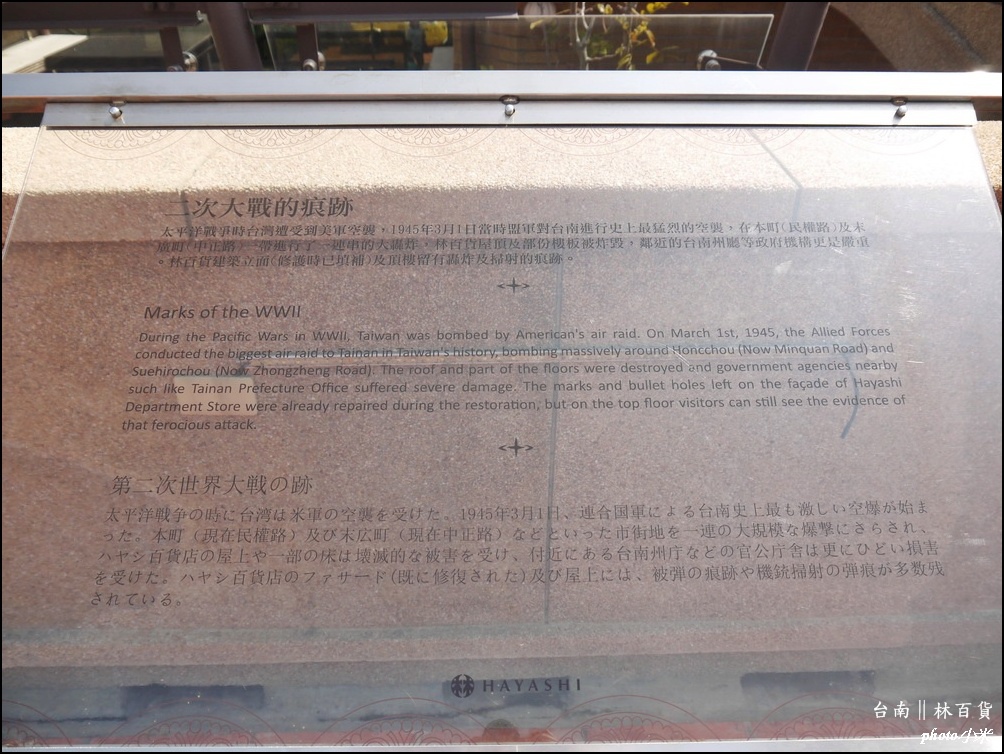 二次大戰的痕跡
太平洋戰爭時台灣遭受到美軍空襲，1945年3月1日當時盟軍對台南進行史上最猛烈的空襲，在本町(民權路)及末
廣町(中正路)一帶進行了一連串的大轟炸，林百貨屋頂及部份樓板被炸毀，鄰近的台南州廳等政府機構更是嚴重
。林百貨建築立面(修護時已填補)及頂樓留有轟炸及掃射的痕跡。
Marks of the WWII
During the Pacific Wars in WWII, Taiwan was bombed by American's air raid. On March 1st, 1945, the Allied Forces
conducted the biggest air raid to Tainan in Taiwan's history, bombing massively around Honcchou (Now Minquan Road) and
Suehirochou (Now Zhongzheng Road). The roof and part of the floors were destroyed and government agencies nearby
such like Tainan Prefecture Office suffered severe damage. The marks and bullet holes left on the façade of Hayashi
Department Store were already repaired during the restoration, but on the top floor visitors can still see the evidence of
that ferocious attack.
第二次世界大戦の跡
太平洋戦争の時に台湾は米軍の空襲を受けた。1945年3月1日、連合国軍による台南史上最も激しい空爆が始ま
った。本町（現在民權路）及び末広町（現在中正路）などといった市街地を一連の大規模な爆撃にさらされ、
ハヤシ百貨店の屋上や一部の床は壊滅的な被害を受け、付近にある台南州庁などの官公庁舎は更にひどい損害
を受けた。ハヤシ百貨店のファサード(既に修復された)及び屋上には、被弾の痕跡や機銃掃射の弾痕が多数残
されている。
HAYASHI
台南‖林百貨
photo小米